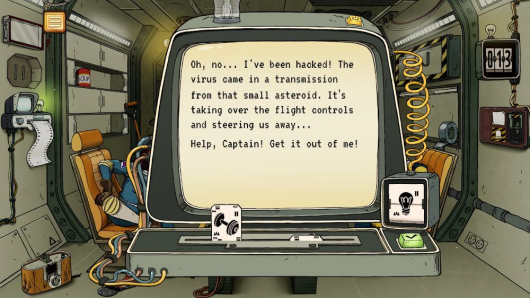 Oh, no... I've been hacked! The
virus came in a transmission
from that small asteroid. It's
taking over the flight controls
and steering us away...
Help, Captain! Get it out of me!
013